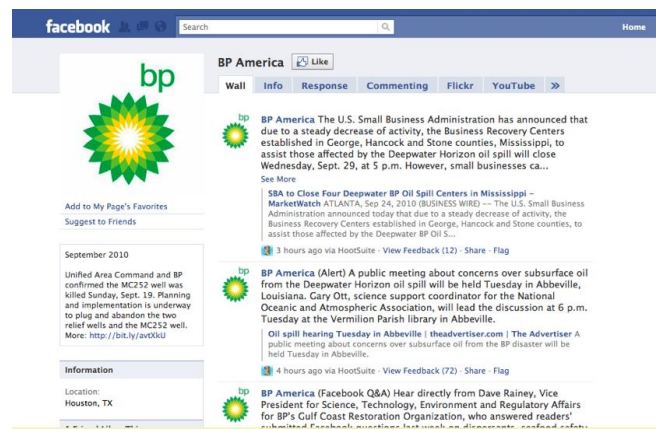 facebook
Search
Home
bp
BP America
Like
Wall Info Response Commenting Flickr YouTube »
bp
BP America The U.S. Small Business Administration has announced that
due to a steady decrease of activity, the Business Recovery Centers
established in George, Hancock and Stone counties, Mississippi, to
assist those affected by the Deepwater Horizon oil spill will close
Wednesday, Sept. 29, at 5 p.m. However, small businesses ca...
See More
SBA to Close Four Deepwater BP Oil Spill Centers in Mississippi –
MarketWatch ATLANTA, Sep 24, 2010 (BUSINESS WIRE) -- The U.S. Small Business
Administration announced today that due to a steady decrease of activity, the
Business Recovery Centers established in George, Hancock and Stone counties, to
assist those affected by the Deepwater BP Oil S...
3 hours ago via HootSuite · View Feedback (12) · Share · Flag
bp
BP America (Alert) A public meeting about concerns over subsurface oil
from the Deepwater Horizon oil spill will be held Tuesday in Abbeville,
Louisiana. Gary Ott, science support coordinator for the National
Oceanic and Atmospheric Association, will lead the discussion at 6 p.m.
Tuesday at the Vermilion Parish library in Abbeville.
Oil spill hearing Tuesday in Abbeville | theadvertiser.com | The Advertiser A
public meeting about concerns over subsurface oil from the BP disaster will be
held Tuesday in Abbeville.
4 hours ago via HootSuite · View Feedback (72) · Share · Flag
bp
BP America (Facebook Q&A) Hear directly from Dave Rainey, Vice
President for Science, Technology, Environment and Regulatory Affairs
for BP's Gulf Coast Restoration Organization, who answered readers'
submitted Facebook questions last week on dispersants, seafood safety
Add to My Page's Favorites
Suggest to Friends
September 2010
Unified Area Command and BP
confirmed the MC252 well was
killed Sunday, Sept. 19. Planning
and implementation is underway
to plug and abandon the two
relief wells and the MC252 well.
More: http://bit.ly/avtXkU
Information
Location:
Houston, TX